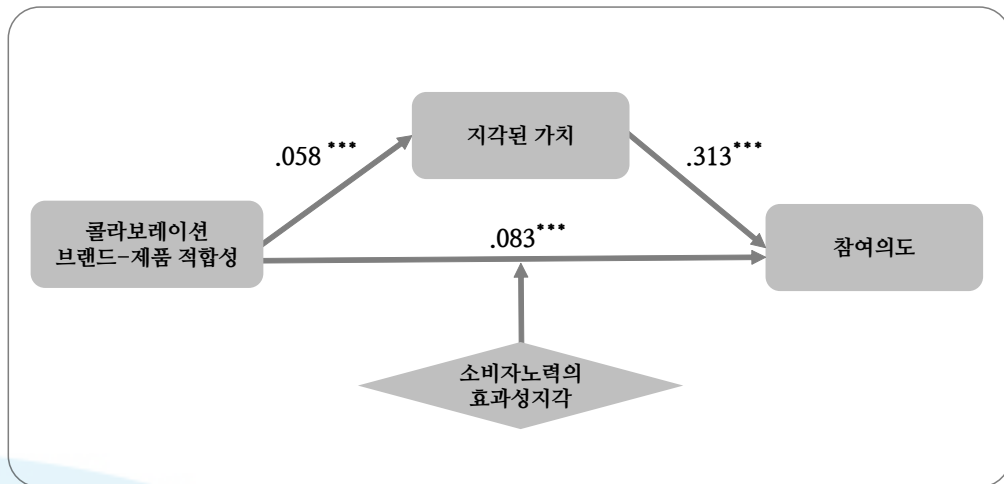 지각된 가치
.058 ***
.313***
콜라보레이션
브랜드-제품 적합성
.083***
참여의도
소비자노력의
효과성지각